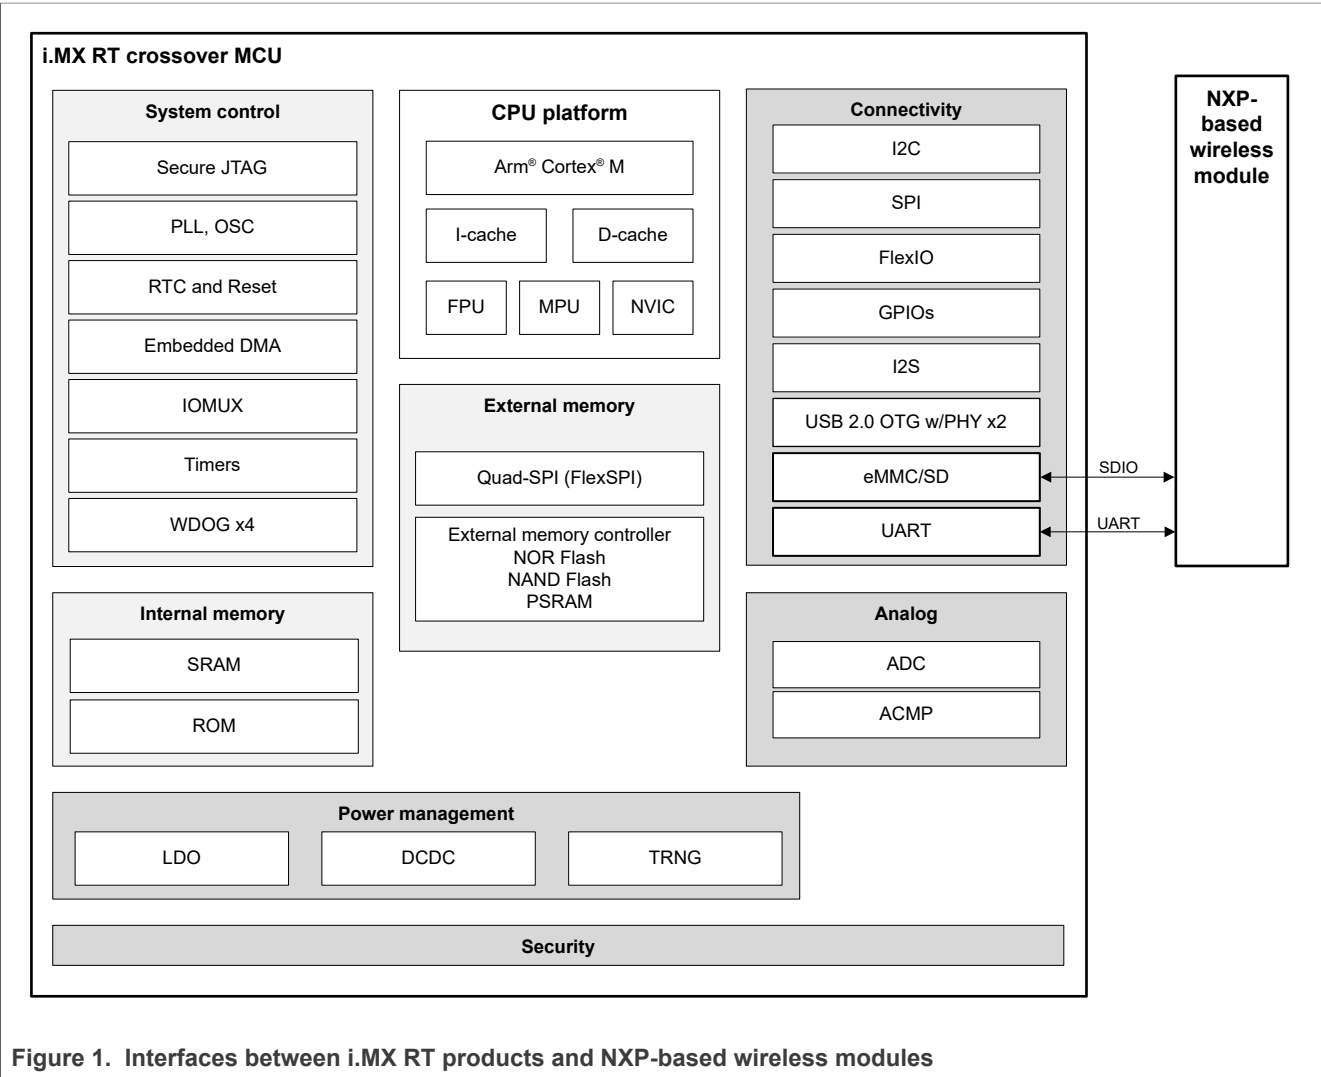 i.MX RT crossover MCU
System control
Secure JTAG
PLL, OSC
RTC and Reset
Embedded DMA
IOMUX
Timers
WDOG x4
CPU platform
Arm® Cortex® M
I-cache
D-cache
FPU
MPU
NVIC
External memory
Quad-SPI (FlexSPI)
External memory controller
NOR Flash
NAND Flash
PSRAM
Connectivity
I2C
SPI
FlexIO
GPIOs
I2S
USB 2.0 OTG w/PHY x2
eMMC/SD
UART
SDIO
UART
NXP-
based
wireless
module
Internal memory
SRAM
ROM
Analog
ADC
ACMP
Power management
LDO
DCDC
TRNG
Security
Figure 1. Interfaces between i.MX RT products and NXP-based wireless modules